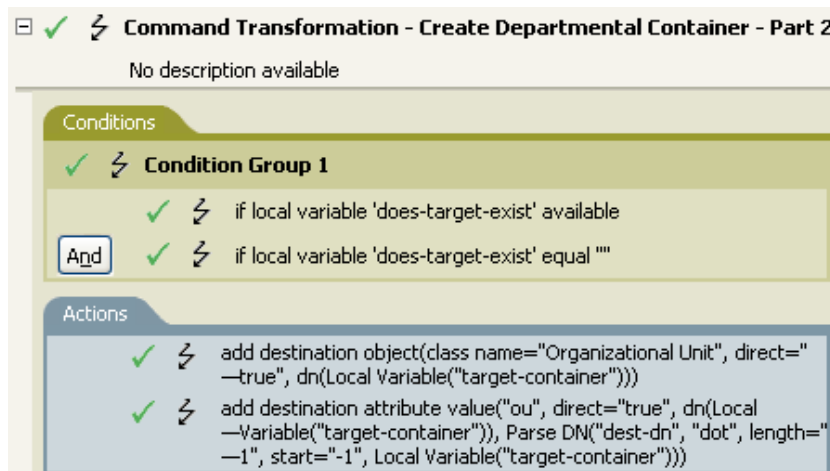 Command Transformation - Create Departmental Container - Part 2
No description available
Conditions
Condition Group 1
if local variable 'does-target-exist' available
And
if local variable 'does-target-exist' equal ""
Actions
add destination object(class name="Organizational Unit", direct="
—true", dn(Local Variable("target-container")))
add destination attribute value("ou", direct="true", dn(Local
—Variable("target-container")), Parse DN("dest-dn", "dot", length="
—1", start="-1", Local Variable("target-container")))